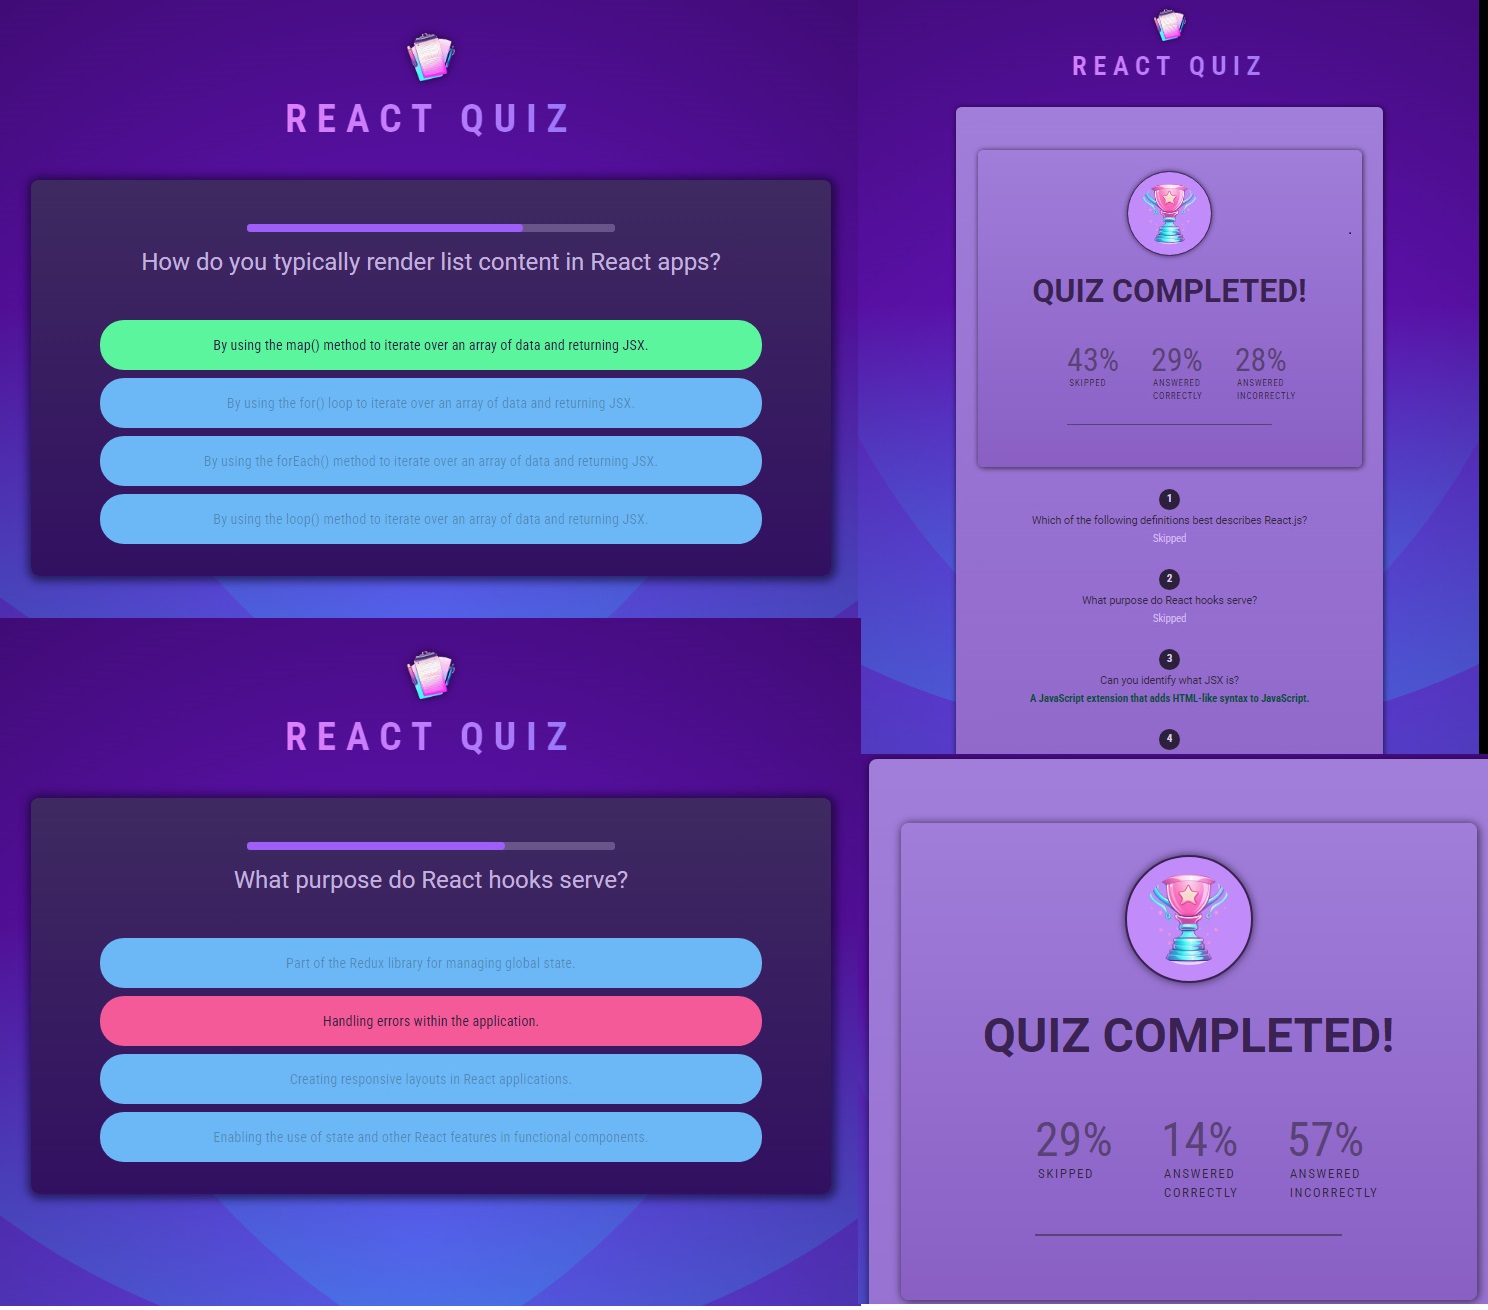 REACT QUIZ
How do you typically render list content in React apps?
By using the map() method to iterate over an array of data and returning JSX.
By using the for() loop to iterate over an array of data and returning JSX.
By using the forEach() method to iterate over an array of data and returning JSX.
By using the loop() method to iterate over an array of data and returning JSX.
REACT QUIZ
What purpose do React hooks serve?
Part of the Redux library for managing global state.
Handling errors within the application.
Creating responsive layouts in React applications.
Enabling the use of state and other React features in functional components.
REACT QUIZ
QUIZ COMPLETED!
43% 29% 28%
SKIPPED ANSWERED ANSWERED
CORRECTLY INCORRECTLY
1
Which of the following definitions best describes React.js?
Skipped
2
What purpose do React hooks serve?
Skipped
3
Can you identify what JSX is?
A JavaScript extension that adds HTML-like syntax to JavaScript.
4
QUIZ COMPLETED!
29% 14% 57%
SKIPPED ANSWERED ANSWERED
CORRECTLY INCORRECTLY